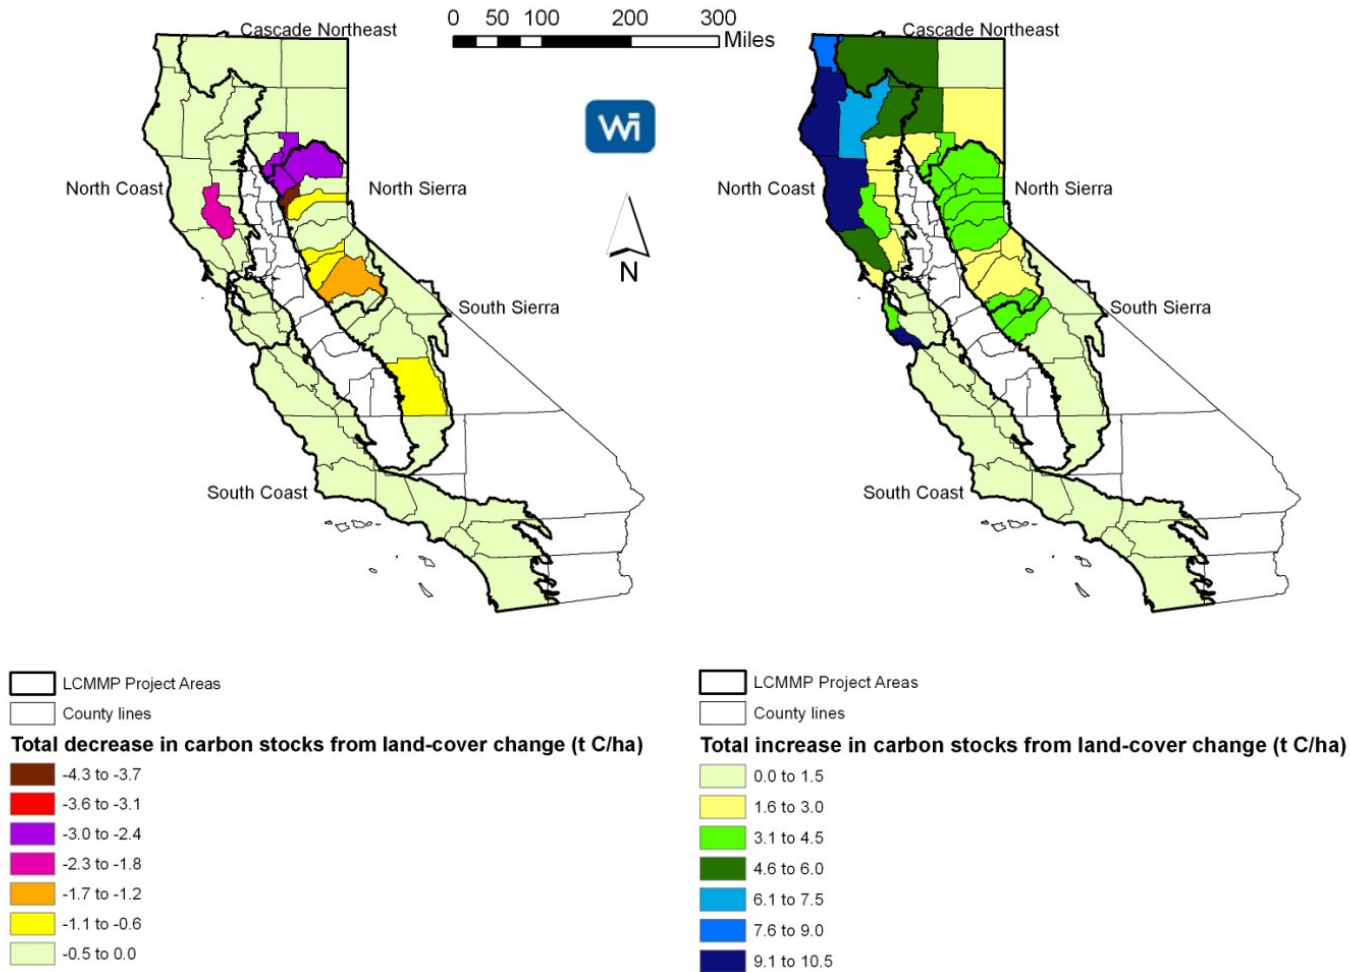 0 50 100 200 300
Miles
Cascade Northeast
North Coast
North Sierra
South Sierra
South Coast
Wi
N
Cascade Northeast
North Coast
North Sierra
South Sierra
South Coast
LCMMP Project Areas
County lines
Total decrease in carbon stocks from land-cover change (t C/ha)
-4.3 to -3.7
-3.6 to -3.1
-3.0 to -2.4
-2.3 to -1.8
-1.7 to -1.2
-1.1 to -0.6
-0.5 to 0.0
LCMMP Project Areas
County lines
Total increase in carbon stocks from land-cover change (t C/ha)
0.0 to 1.5
1.6 to 3.0
3.1 to 4.5
4.6 to 6.0
6.1 to 7.5
7.6 to 9.0
9.1 to 10.5